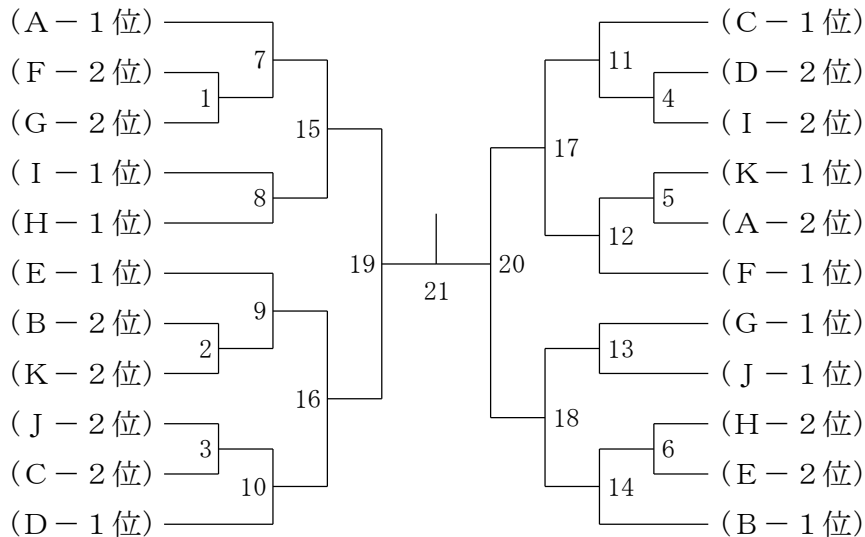 (A－1位)
(F－2位)
(G－2位)
(I－1位)
(H－1位)
(E－1位)
(B－2位)
(K－2位)
(J－2位)
(C－2位)
(D－1位)
7
1
15
8
19
9
2
16
3
10
21
(C－1位)
(D－2位)
(I－2位)
(K－1位)
(A－2位)
(F－1位)
(G－1位)
(J－1位)
(H－2位)
(E－2位)
(B－1位)
11
4
17
5
12
20
13
18
6
14